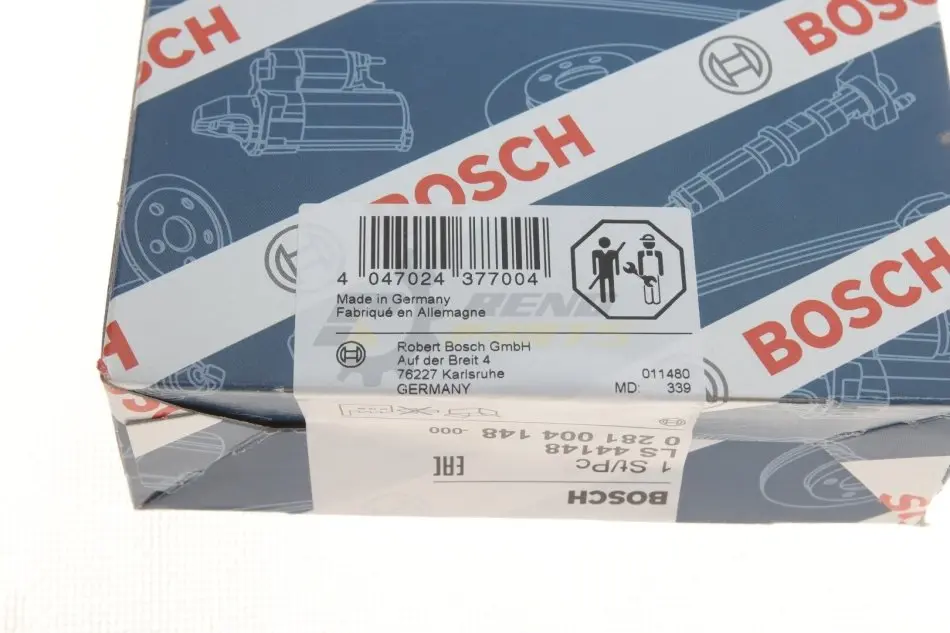 BOSCH
BOSCH
BOSCH
BOSCH
4 047024 377004
Made in Germany
Fabriqué en Allemagne
Robert Bosch GmbH
Auf der Breit 4
76227 Karlsruhe
GERMANY
011480
MD: 339
0 281 004 148 -000
LS 44148
1 St/Pc
EAC
BOSCH